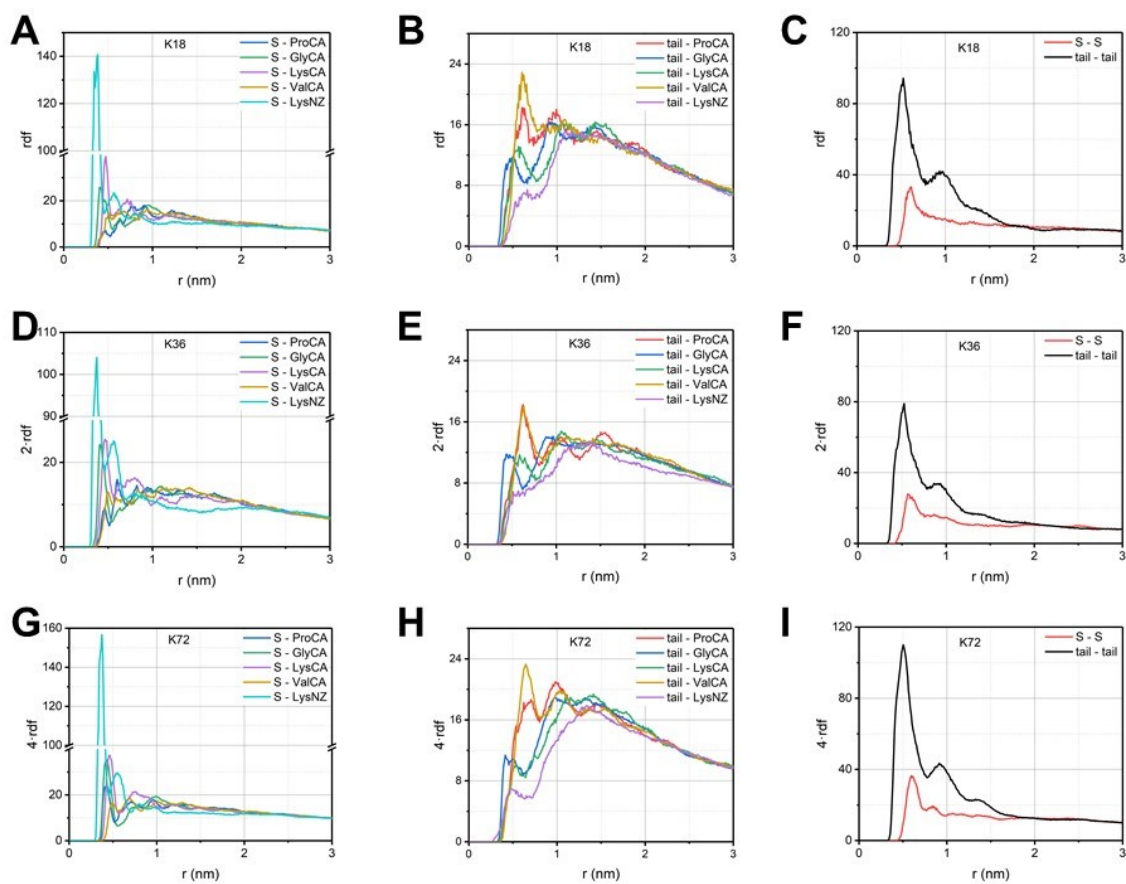 A
K18
S - ProCA
S - GlyCA
S - LysCA
S - ValCA
S - LysNZ
140
120
100
20
10
0
rdf
0 1 2 3
r (nm)
B
K18
tail - ProCA
tail - GlyCA
tail - LysCA
tail - ValCA
tail - LysNZ
24
16
8
0
rdf
0 1 2 3
r (nm)
C
K18
S - S
tail - tail
120
80
40
0
rdf
0 1 2 3
r (nm)
D
K36
S - ProCA
S - GlyCA
S - LysCA
S - ValCA
S - LysNZ
110
100
90
20
10
0
2·rdf
0 1 2 3
r (nm)
E
K36
tail - ProCA
tail - GlyCA
tail - LysCA
tail - ValCA
tail - LysNZ
24
16
8
0
2·rdf
0 1 2 3
r (nm)
F
K36
S - S
tail - tail
120
80
40
0
2·rdf
0 1 2 3
r (nm)
G
K72
S - ProCA
S - GlyCA
S - LysCA
S - ValCA
S - LysNZ
160
140
120
100
20
10
0
4·rdf
0 1 2 3
r (nm)
H
K72
tail - ProCA
tail - GlyCA
tail - LysCA
tail - ValCA
tail - LysNZ
24
16
8
0
4·rdf
0 1 2 3
r (nm)
I
K72
S - S
tail - tail
120
80
40
0
4·rdf
0 1 2 3
r (nm)